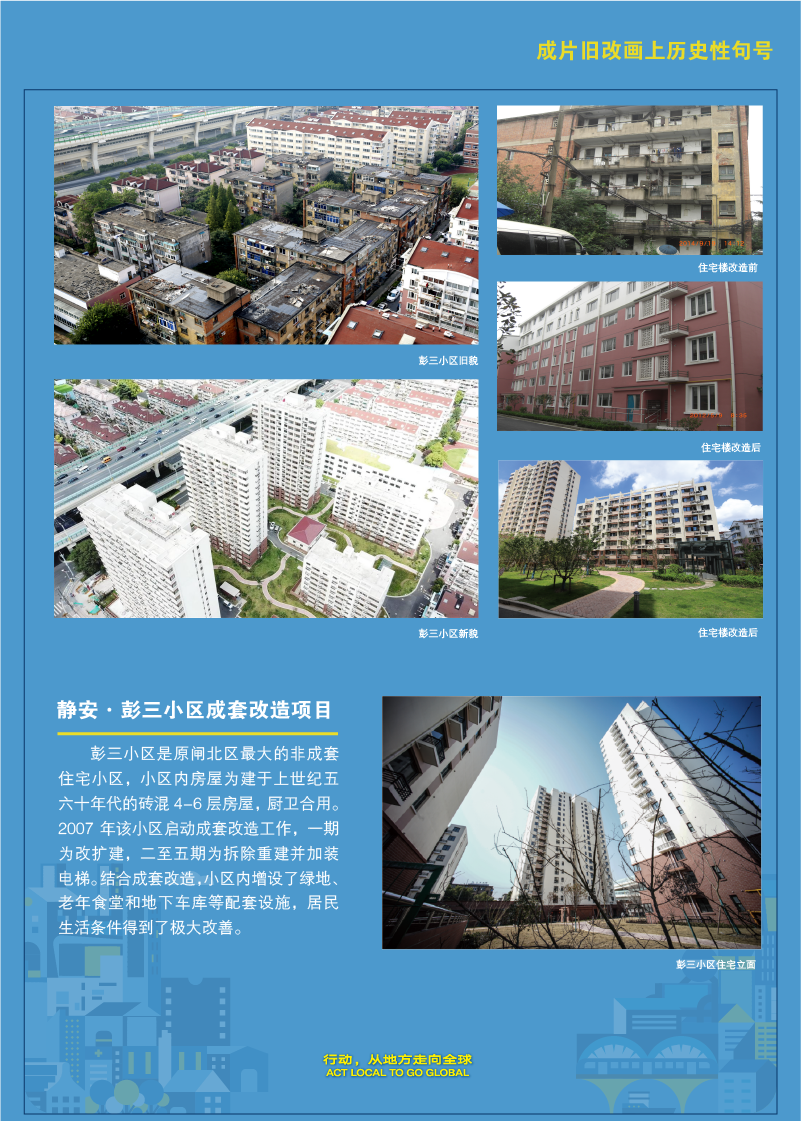 成片旧改画上历史性句号
住宅楼改造前
彭三小区旧貌
住宅楼改造后
彭三小区新貌
住宅楼改造后
静安·彭三小区成套改造项目
彭三小区是原闸北区最大的非成套
住宅小区，小区内房屋为建于上世纪五
六十年代的砖混 4-6 层房屋，厨卫合用。
2007 年该小区启动成套改造工作，一期
为改扩建，二至五期为拆除重建并加装
电梯。结合成套改造，小区内增设了绿地、
老年食堂和地下车库等配套设施，居民
生活条件得到了极大改善。
彭三小区住宅立面
行动，从地方走向全球
ACT LOCAL TO GO GLOBAL